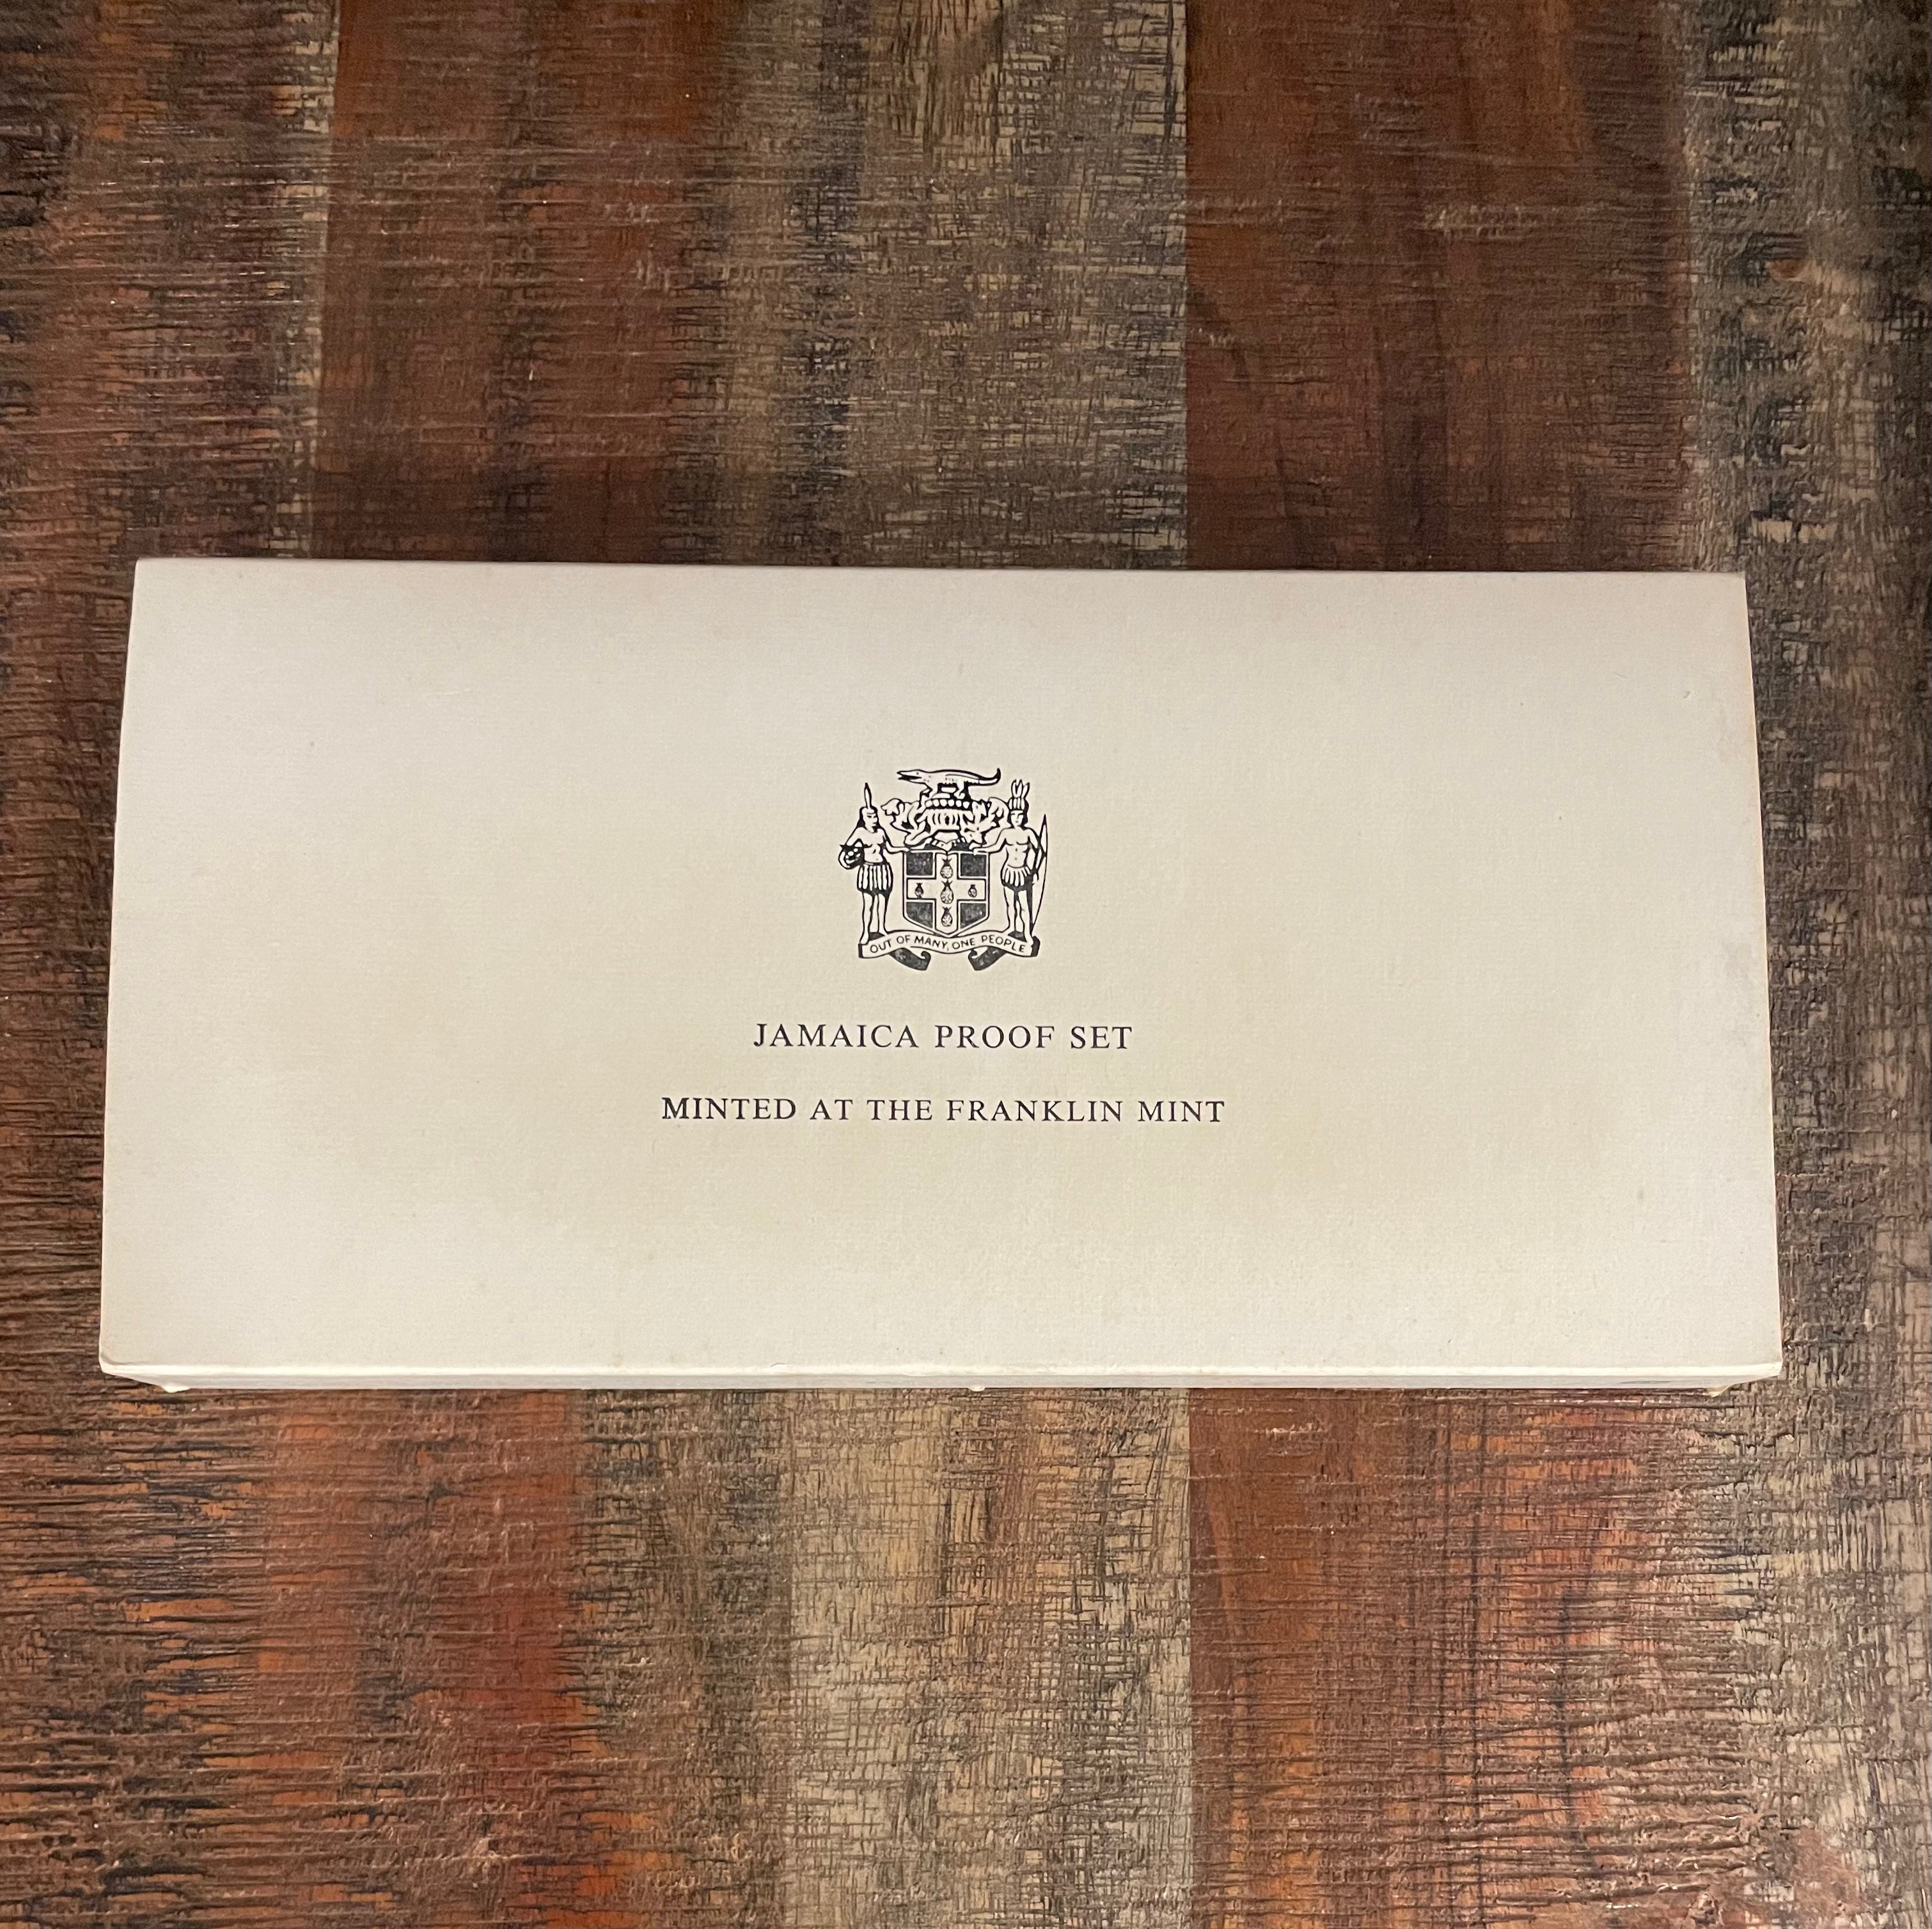 OUT OF MANY, ONE PEOPLE
JAMAICA PROOF SET
MINTED AT THE FRANKLIN MINT